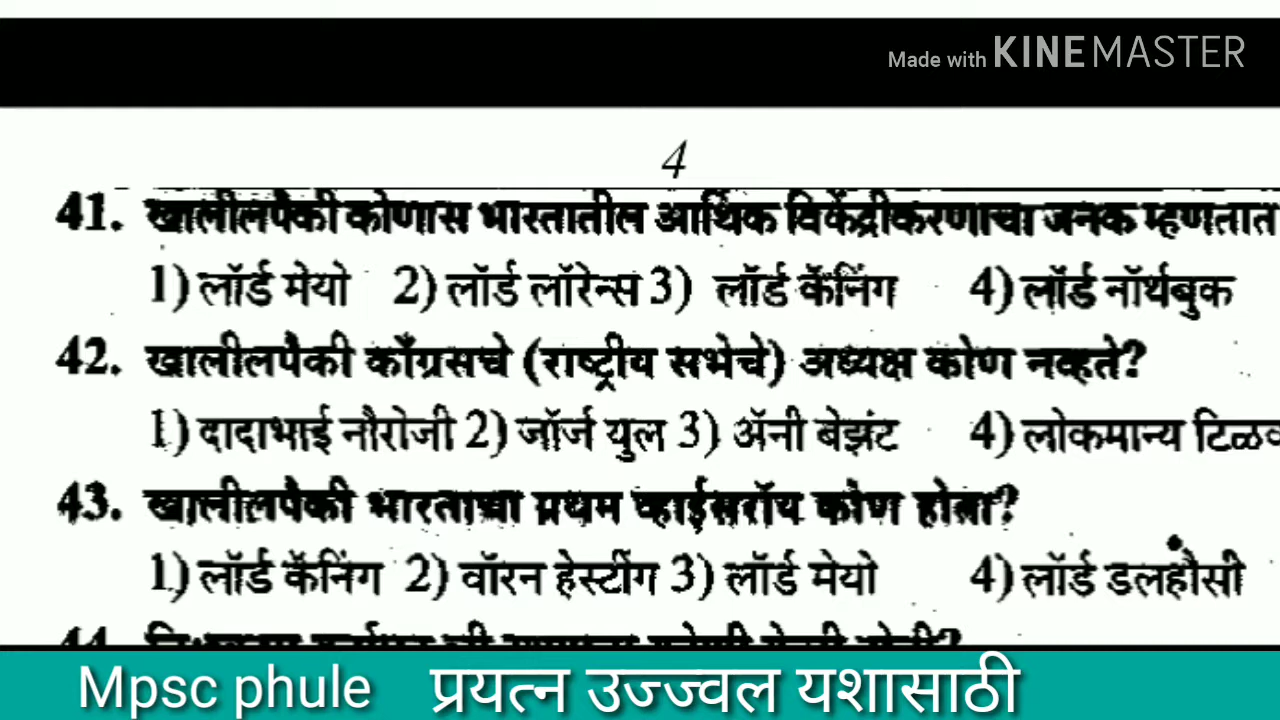 Made with KINEMASTER
4
41. खालीलपैकी कोणास भारतातील आर्थिक विकेंद्रीकरणाचा जनक म्हणतात
1) लॉर्ड मेयो 2) लॉर्ड लॉरेन्स 3) लॉर्ड कॅनिंग 4) लॉर्ड नॉर्थबुक
42. खालीलपैकी काँग्रसचे (राष्ट्रीय सभेचे) अध्यक्ष कोण नव्हते?
1) दादाभाई नौरोजी 2) जॉर्ज युल 3) ॲनी बेझंट 4) लोकमान्य
43. खालीलपैकी भारताचा प्रथम व्हाईसरॉय कोण होता?
1) लॉर्ड कॅनिंग 2) वॉरन हेस्टींग 3) लॉर्ड मेयो 4) लॉर्ड डलहौसी
44.
Mpsc phule प्रयत्न उज्ज्वल यशासाठी